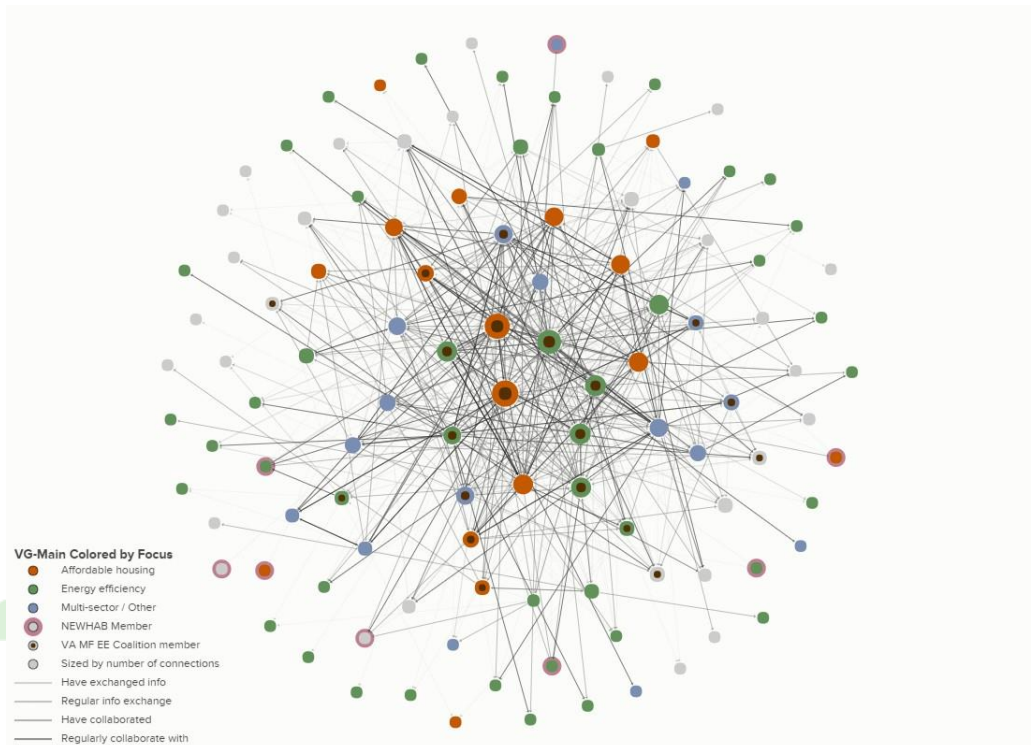 VG-Main Colored by Focus
Affordable housing
Energy efficiency
Multi-sector / Other
NEWHAB Member
VA MF EE Coalition member
Sized by number of connections
Have exchanged info
Regular info exchange
Have collaborated
Regularly collaborate with